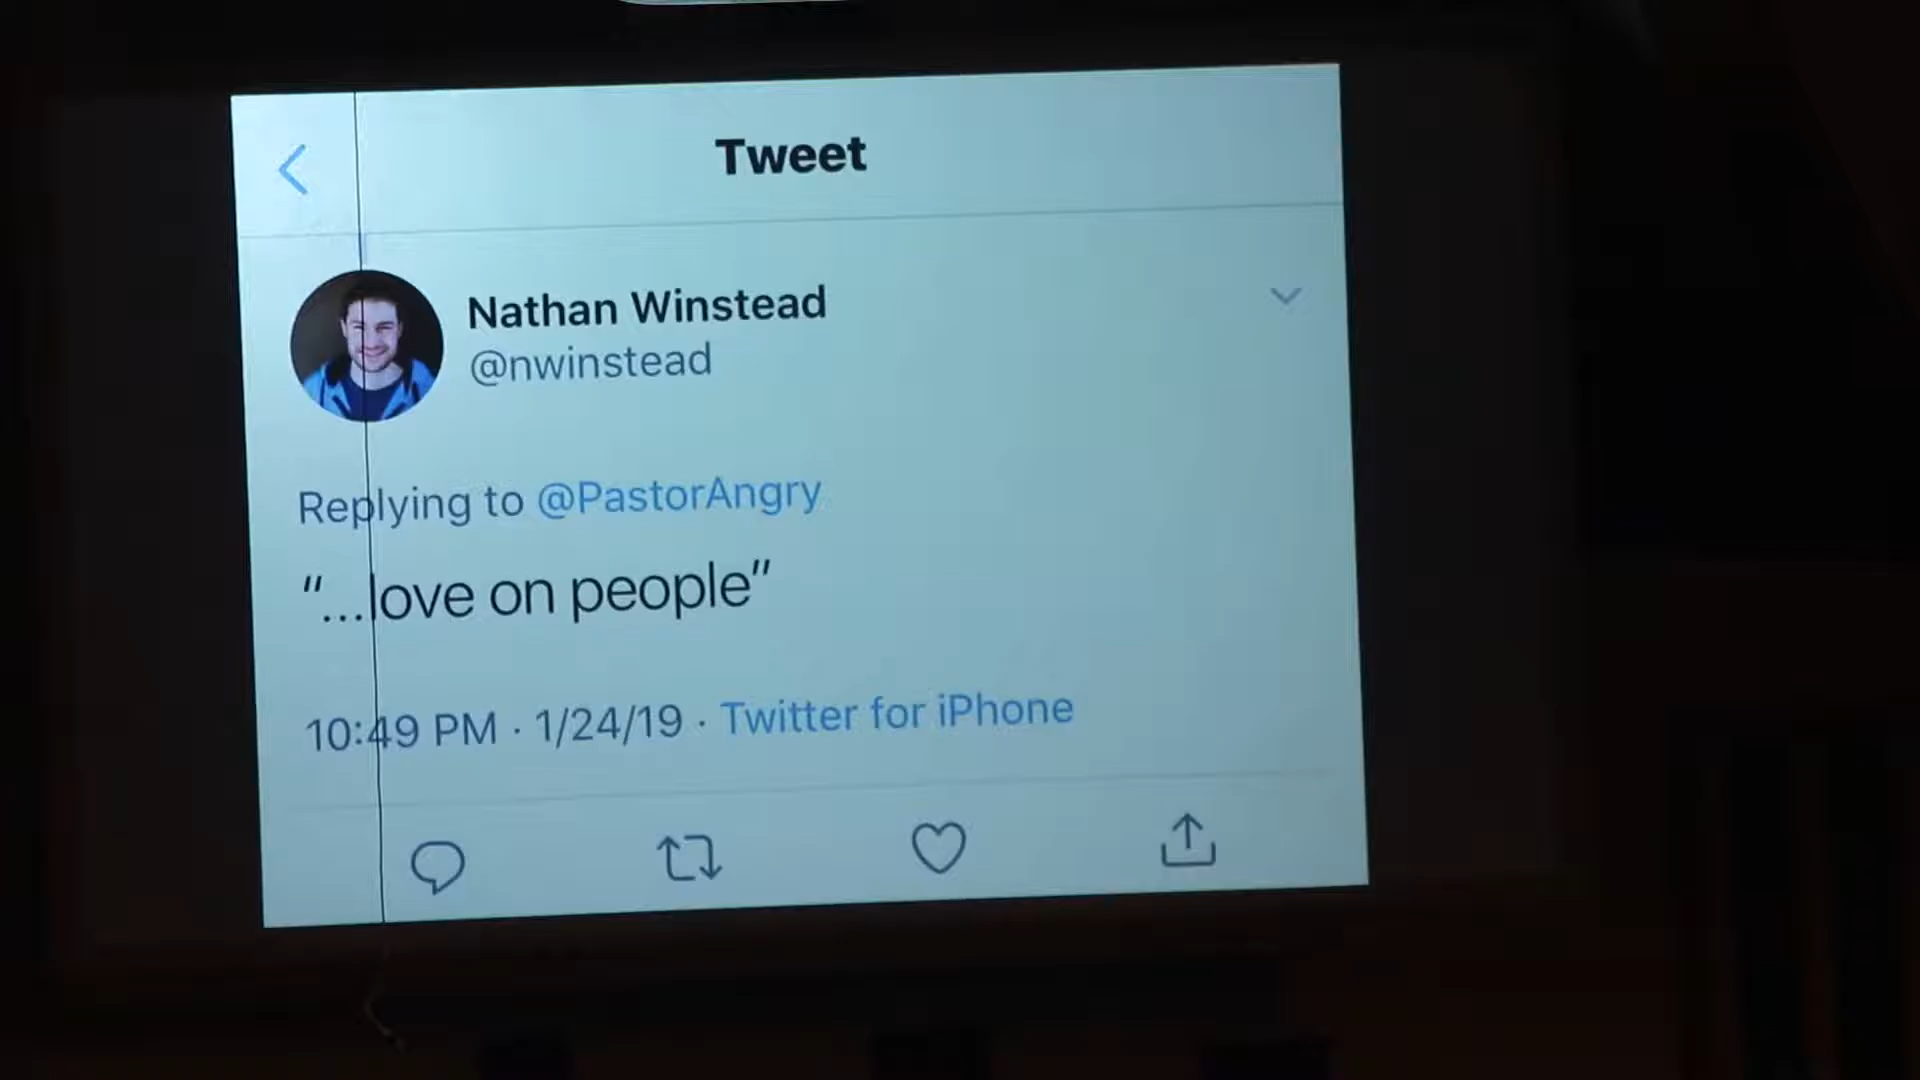 Tweet
Nathan Winstead
@nwinstead
Replying to @PastorAngry
“...love on people”
10:49 PM · 1/24/19 · Twitter for iPhone